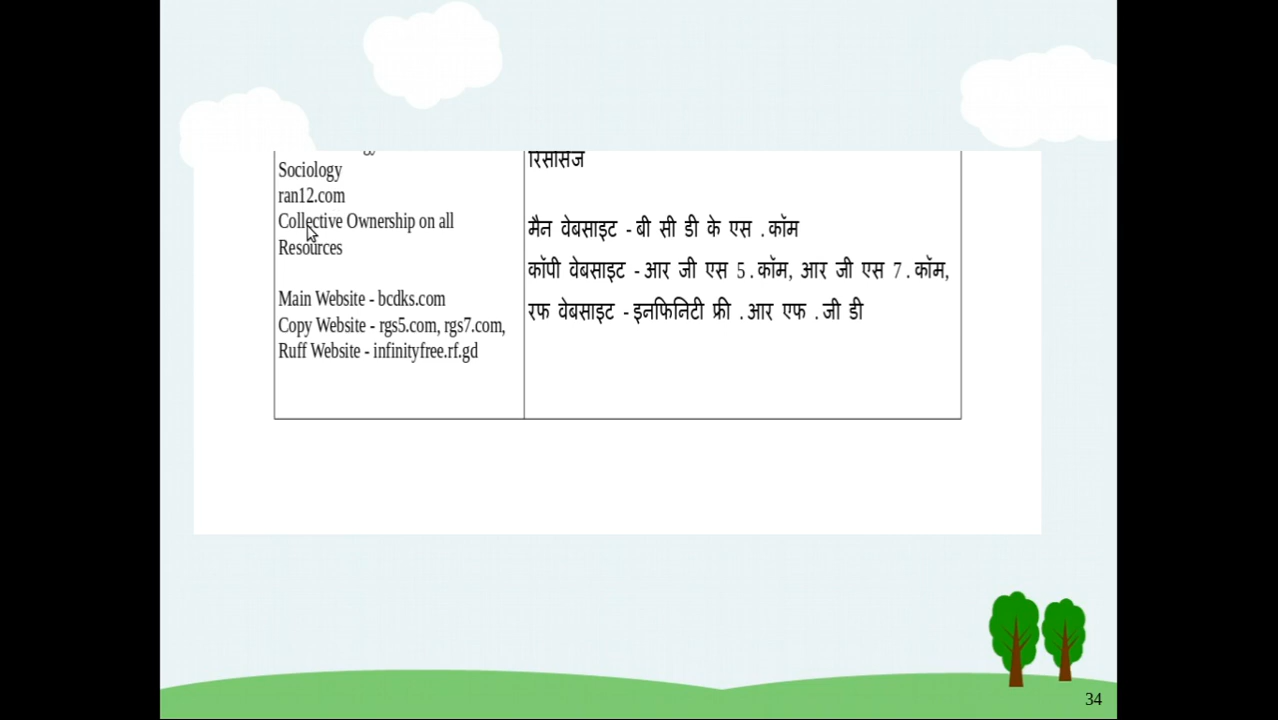 Sociology
ran12.com
Collective Ownership on all
Resources
Main Website - bcdks.com
Copy Website - rgs5.com, rgs7.com,
Ruff Website - infinityfree.rf.gd
रिसोर्सेज
मैन वेबसाइट - बी सी डी के एस . कॉम
कॉपी वेबसाइट - आर जी एस 5 . कॉम, आर जी एस 7 . कॉम,
रफ वेबसाइट - इनफिनिटी फ्री . आर एफ . जी डी
34